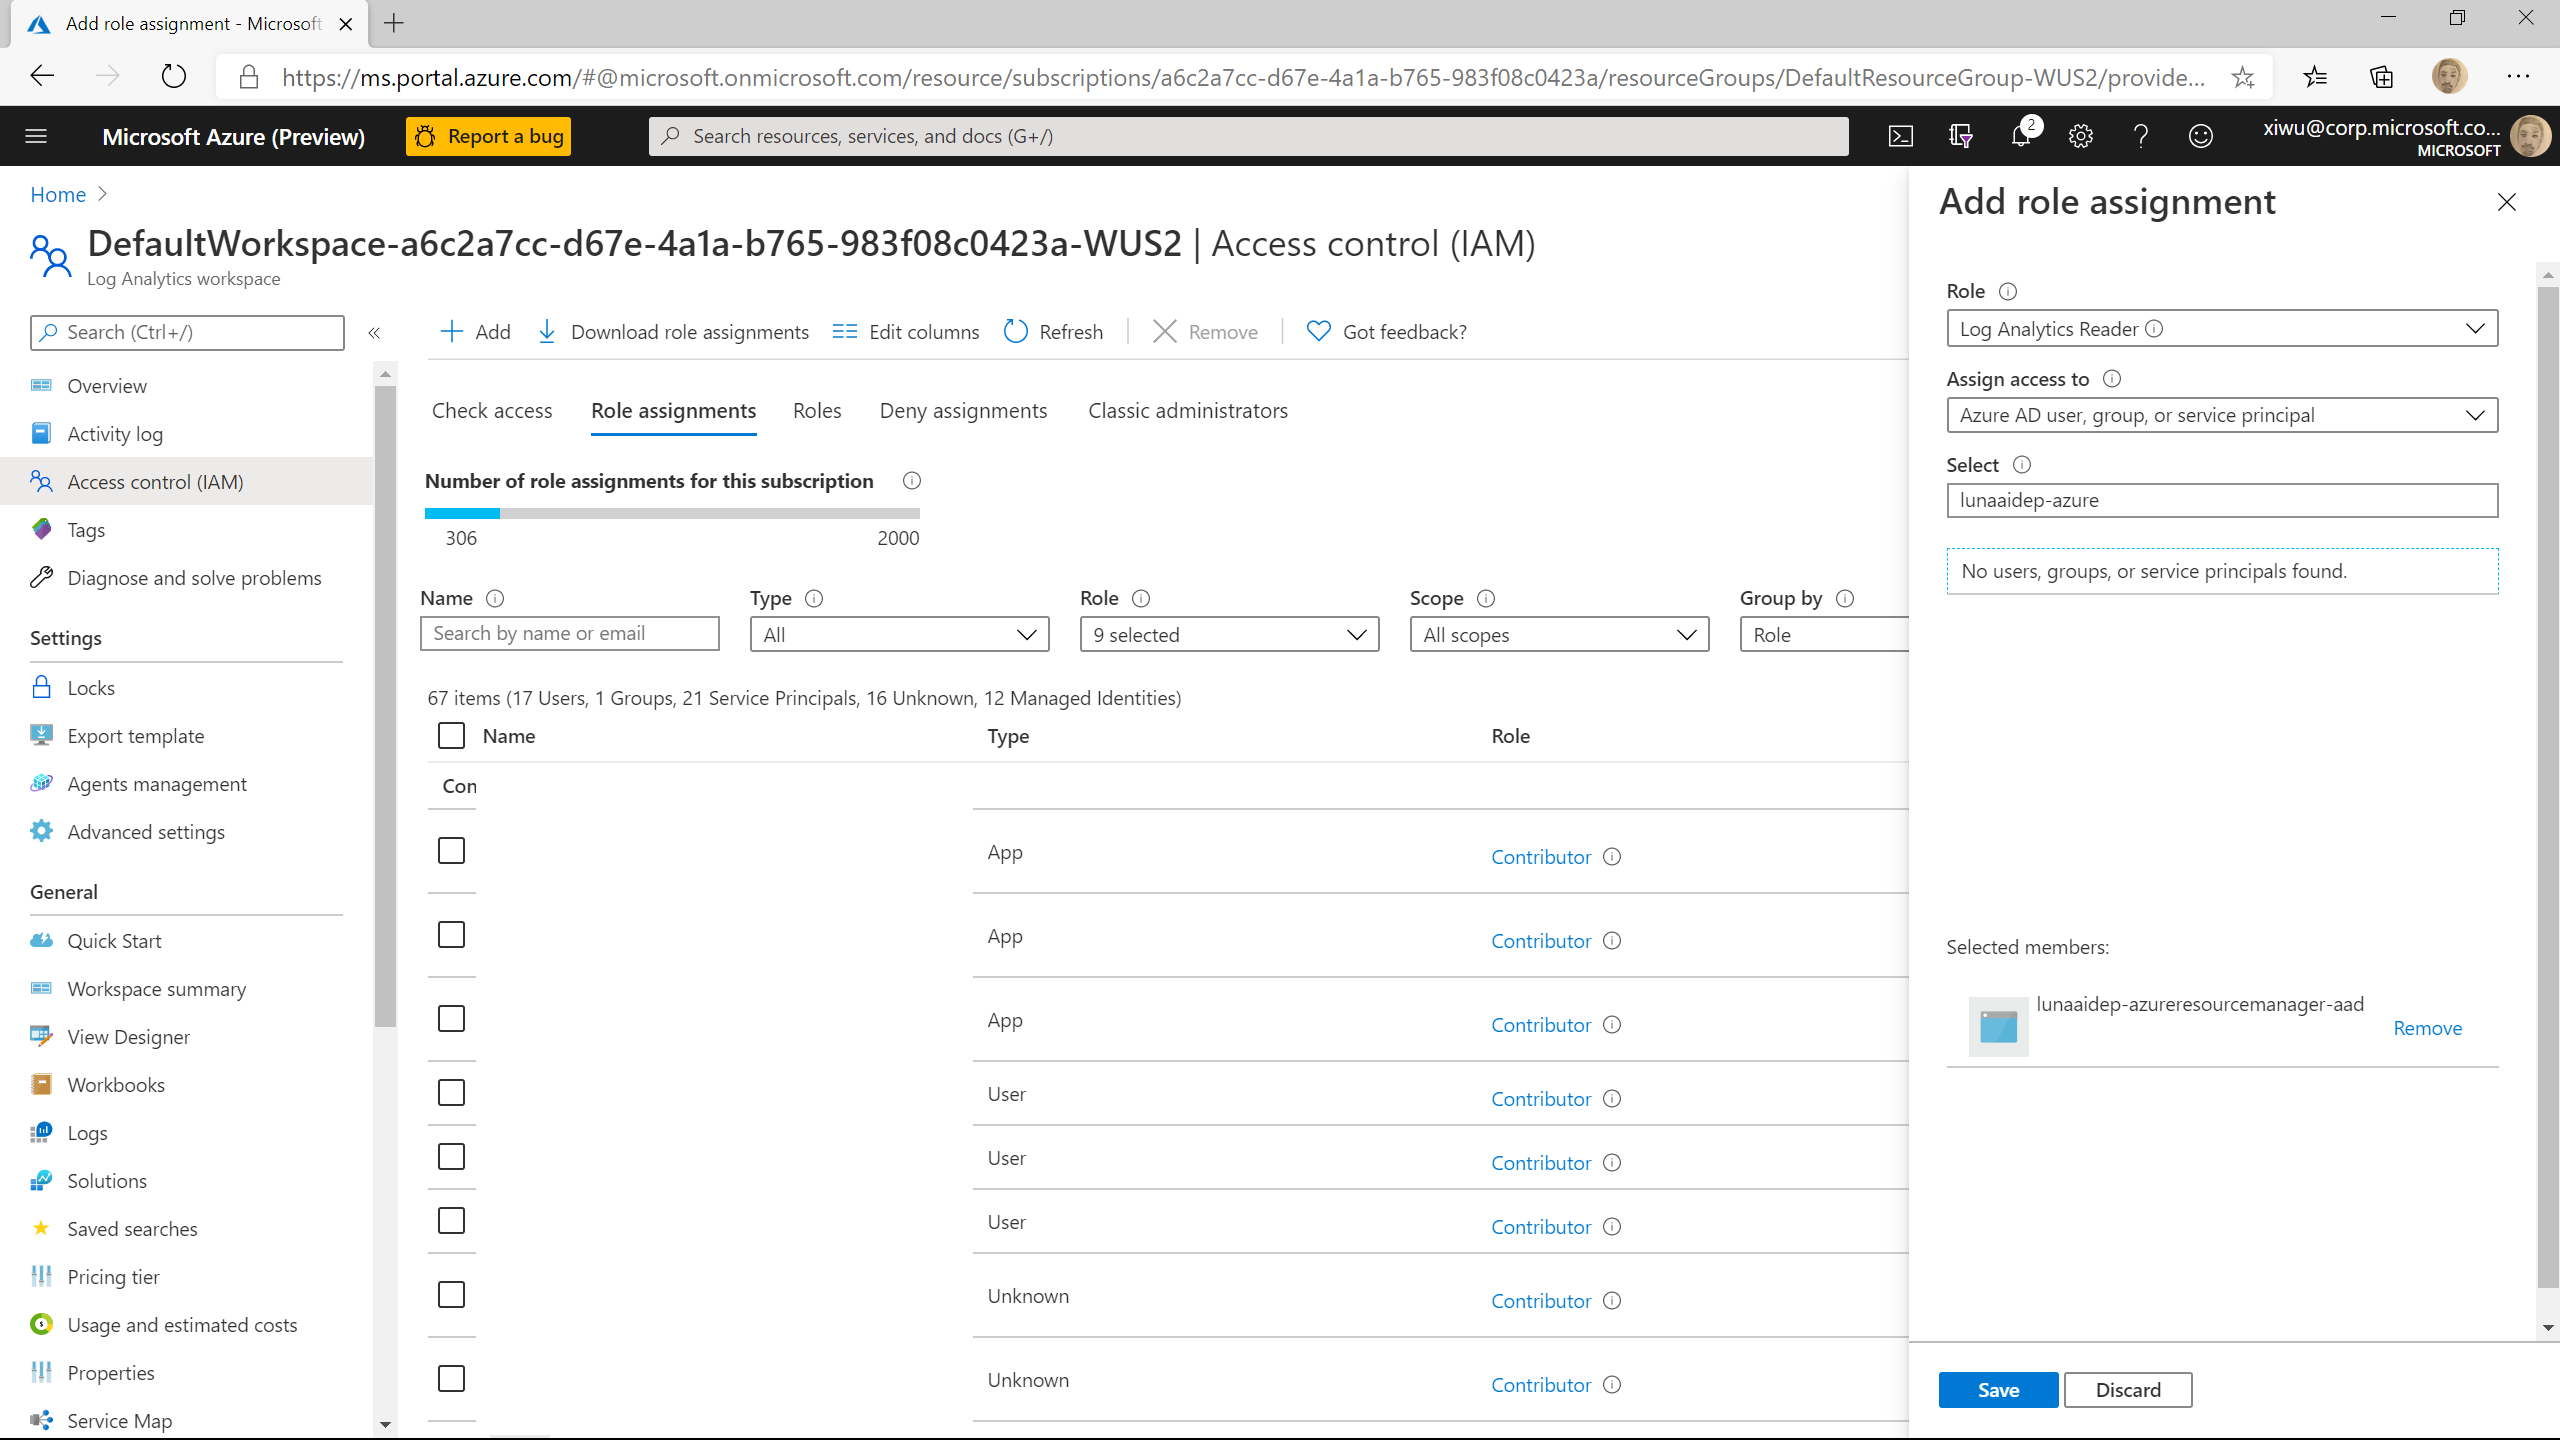 Add role assignment - Microsoft
https://ms.portal.azure.com/#@microsoft.onmicrosoft.com/resource/subscriptions/a6c2a7cc-d67e-4a1a-b765-983f08c0423a/resourceGroups/DefaultResourceGroup-WUS2/provide...
Microsoft Azure (Preview)
Report a bug
Search resources, services, and docs (G+/)
2
xiwu@corp.microsoft.co...
MICROSOFT
Home
DefaultWorkspace-a6c2a7cc-d67e-4a1a-b765-983f08c0423a-WUS2 | Access control (IAM)
Log Analytics workspace
Search (Ctrl+/)
Overview
Activity log
Access control (IAM)
Tags
Diagnose and solve problems
Settings
Locks
Export template
Agents management
Advanced settings
General
Quick Start
Workspace summary
View Designer
Workbooks
Logs
Solutions
Saved searches
Pricing tier
Usage and estimated costs
Properties
Service Map
Add
Download role assignments
Edit columns
Refresh
Remove
Got feedback?
Check access
Role assignments
Roles
Deny assignments
Classic administrators
Number of role assignments for this subscription
306
2000
Name
Search by name or email
Type
All
Role
9 selected
Scope
All scopes
Group by
Role
67 items (17 Users, 1 Groups, 21 Service Principals, 16 Unknown, 12 Managed Identities)
Name Type Role
Con
App Contributor
App Contributor
App Contributor
User Contributor
User Contributor
User Contributor
Unknown Contributor
Unknown Contributor
Add role assignment
Role
Log Analytics Reader
Assign access to
Azure AD user, group, or service principal
Select
lunaaidep-azure
No users, groups, or service principals found.
Selected members:
lunaaidep-azureresourcemanager-aad
Remove
Save
Discard